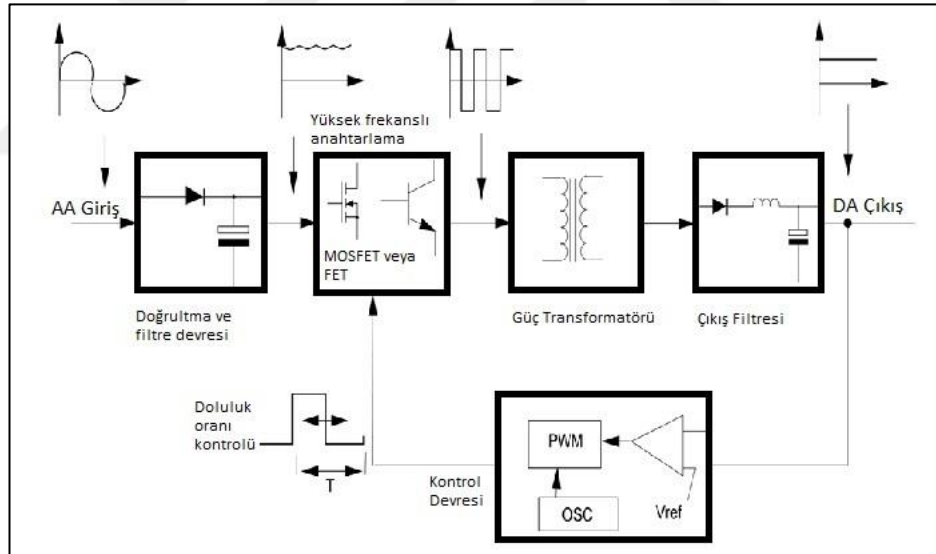 Yüksek frekanslı
anahtarlama
AA Giriş
DA Çıkış
MOSFET veya
FET
Doğrultma ve
filtre devresi
Güç Transformatörü
Çıkış Filtresi
Doluluk
oranı
kontrolü
T
Kontrol
Devresi
PWM
OSC
Vref